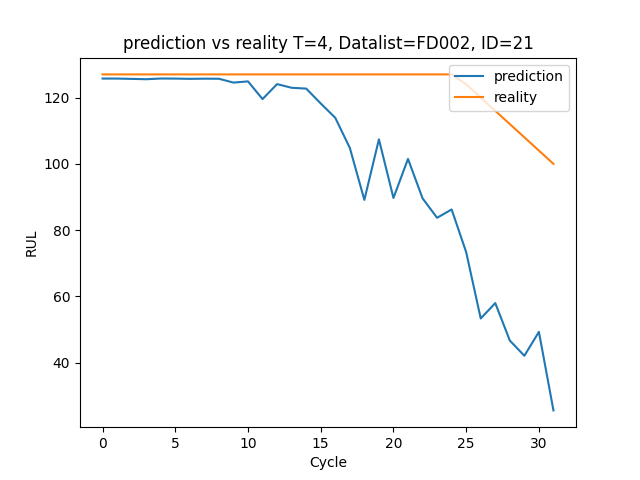 prediction vs reality T=4, Datalist=FD002, ID=21
prediction
reality
120
100
80
60
40
RUL
0 5 10 15 20 25 30
Cycle